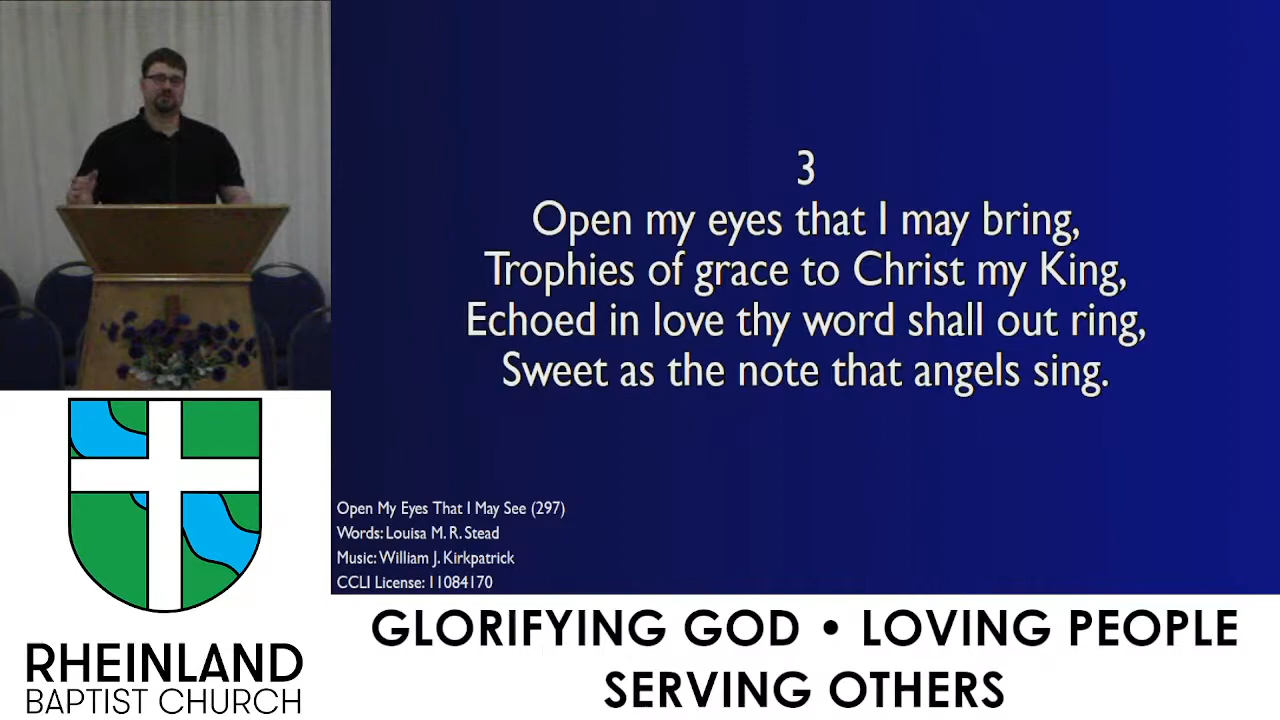 3
Open my eyes that I may bring,
Trophies of grace to Christ my King,
Echoed in love thy word shall out ring,
Sweet as the note that angels sing.
Open My Eyes That I May See (297)
Words: Louisa M. R. Stead
Music: William J. Kirkpatrick
CCLI License: 11084170
RHEINLAND
BAPTIST CHURCH
GLORIFYING GOD • LOVING PEOPLE
SERVING OTHERS